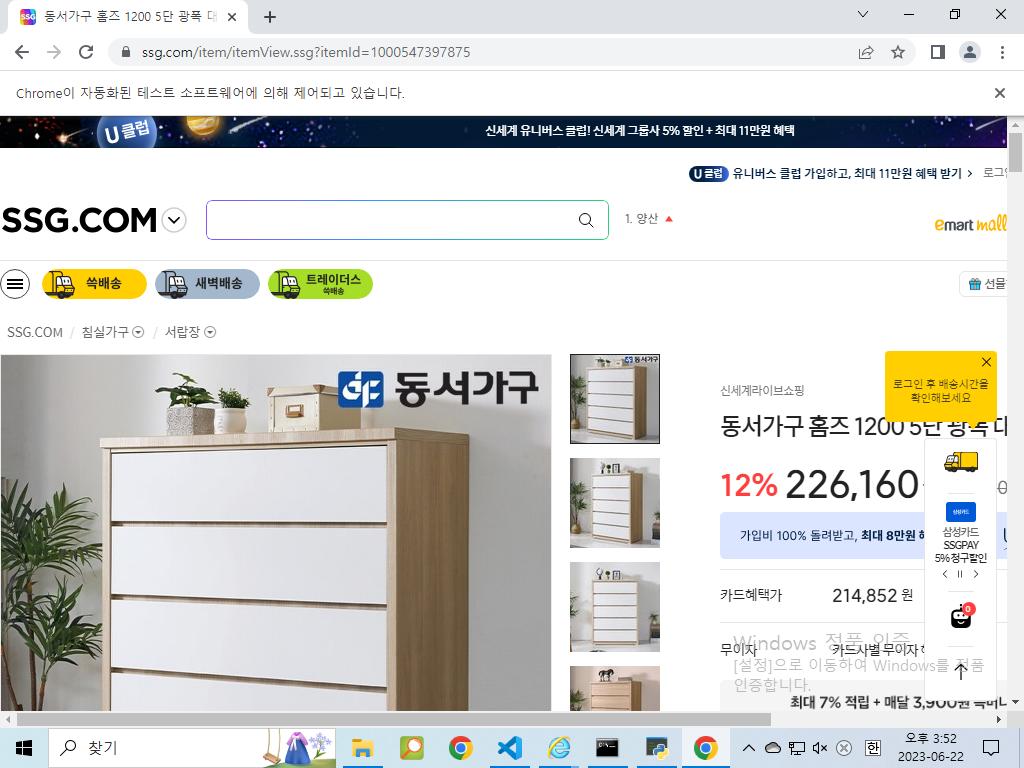 동서가구 홈즈 1200 5단 광폭 대
ssg.com/item/itemView.ssg?itemId=1000547397875
Chrome이 자동화된 테스트 소프트웨어에 의해 제어되고 있습니다.
U 클럽
신세계 유니버스 클럽! 신세계 그룹사 5% 할인 + 최대 11만원 혜택
U 클럽 유니버스 클럽 가입하고, 최대 11만원 혜택 받기 > 로그인
SSG.COM
1. 양산
emart mall
쓱배송
새벽배송
트레이더스
쓱배송
선물
SSG.COM / 침실가구 / 서랍장
동서가구
동서가구
로그인 후 배송시간을
확인해보세요
신세계라이브쇼핑
동서가구 홈즈 1200 5단 광폭 대
12% 226,160
가입비 100% 돌려받고, 최대 8만원 혜
삼성카드
삼성카드
SSGPAY
5% 청구할인
카드혜택가 214,852 원
0
무이자 카드사별 무이자
최대 7% 적립 + 매달 3,900원
Windows 정품 인증
[설정]으로 이동하여 Windows를 정품
인증합니다.
찾기
한
오후 3:52
2023-06-22